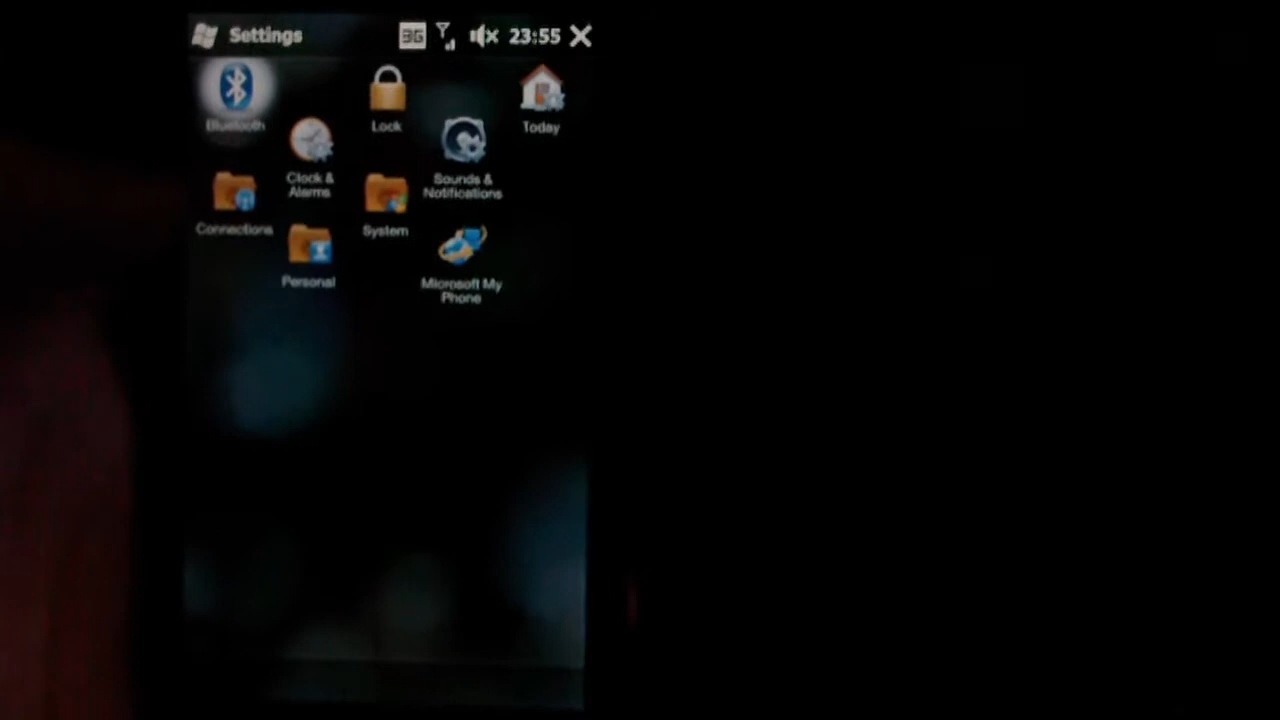 Settings
3G
23:55
Bluetooth
Lock
Today
Clock &
Alarms
Sounds &
Notifications
Connections
System
Personal
Microsoft My
Phone